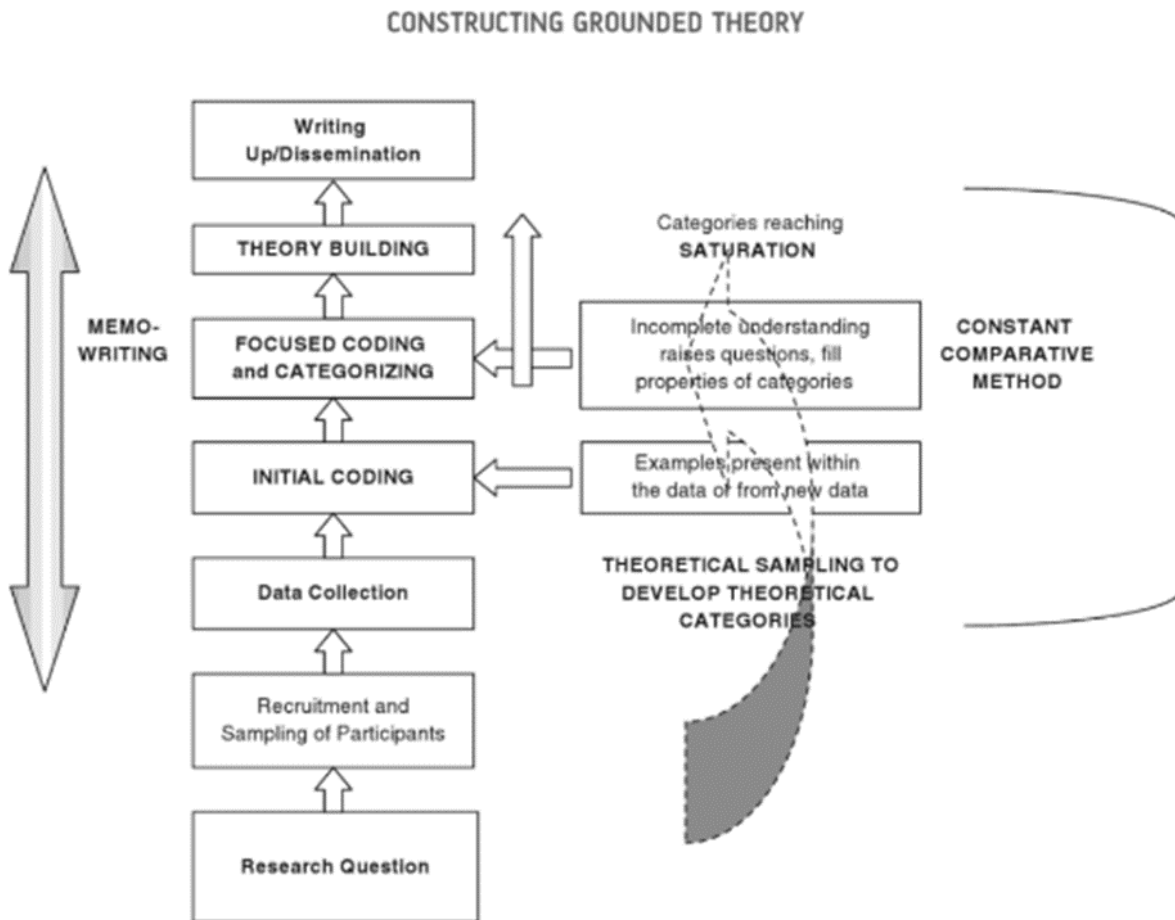 CONSTRUCTING GROUNDED THEORY
Writing
Up/Dissemination
THEORY BUILDING
Categories reaching
SATURATION
MEMO-
WRITING
FOCUSED CODING
and CATEGORIZING
Incomplete understanding
raises questions, fill
properties of categories
CONSTANT
COMPARATIVE
METHOD
INITIAL CODING
Examples present within
the data or from new data
Data Collection
THEORETICAL SAMPLING TO
DEVELOP THEORETICAL
CATEGORIES
Recruitment and
Sampling of Participants
Research Question